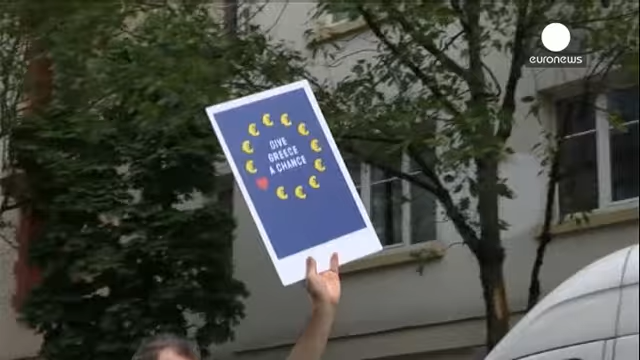 euronews
GIVE
GREECE
A CHANCE
€ € € € € € € € € € €